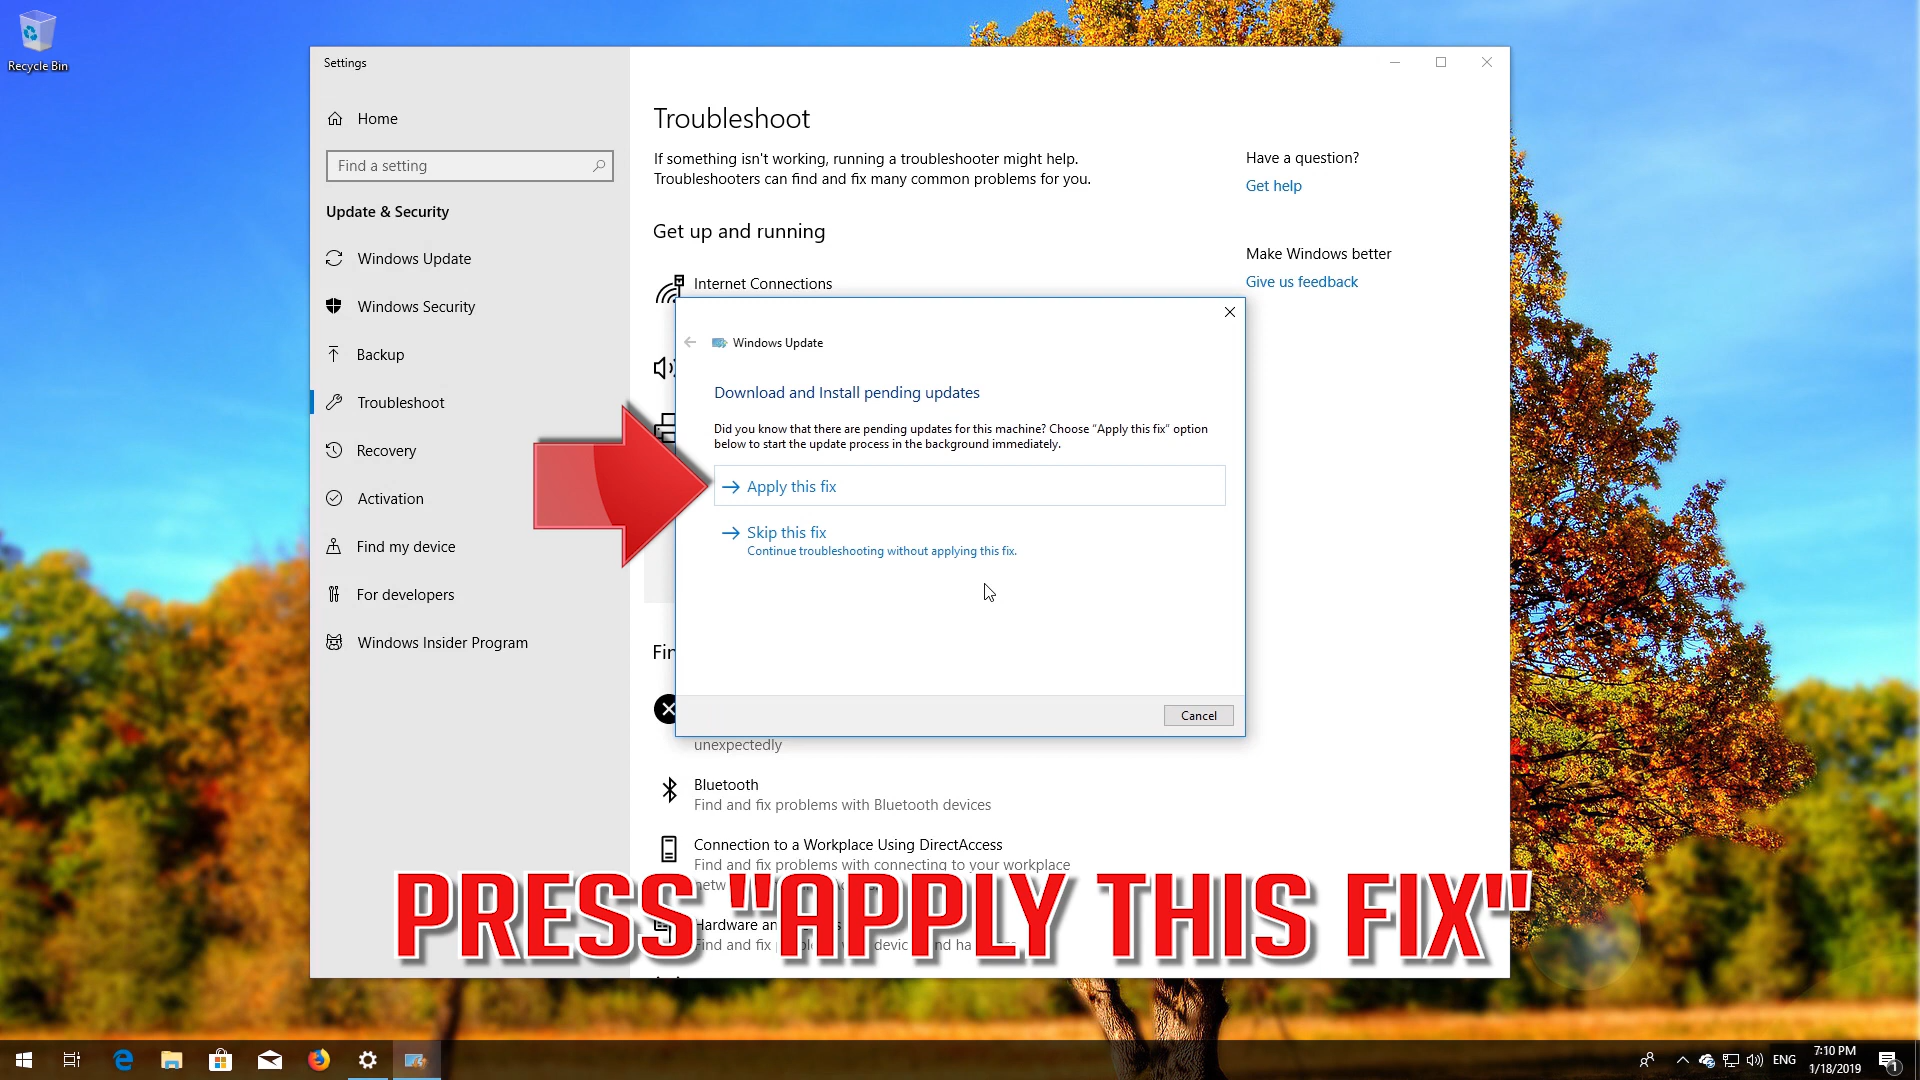 Recycle Bin
Settings
Home
Find a setting
Update & Security
Windows Update
Windows Security
Backup
Troubleshoot
Recovery
Activation
Find my device
For developers
Windows Insider Program
Troubleshoot
If something isn't working, running a troubleshooter might help.
Troubleshooters can find and fix many common problems for you.
Get up and running
Internet Connections
Have a question?
Get help
Make Windows better
Give us feedback
Windows Update
Download and Install pending updates
Did you know that there are pending updates for this machine? Choose “Apply this fix” option
below to start the update process in the background immediately.
Apply this fix
Skip this fix
Continue troubleshooting without applying this fix.
Cancel
unexpectedly
Bluetooth
Find and fix problems with Bluetooth devices
Connection to a Workplace Using DirectAccess
Find and fix problems with connecting to your workplace
Hardware
Find and fix
PRESS "APPLY THIS FIX"
ENG
7:10 PM
1/18/2019
1